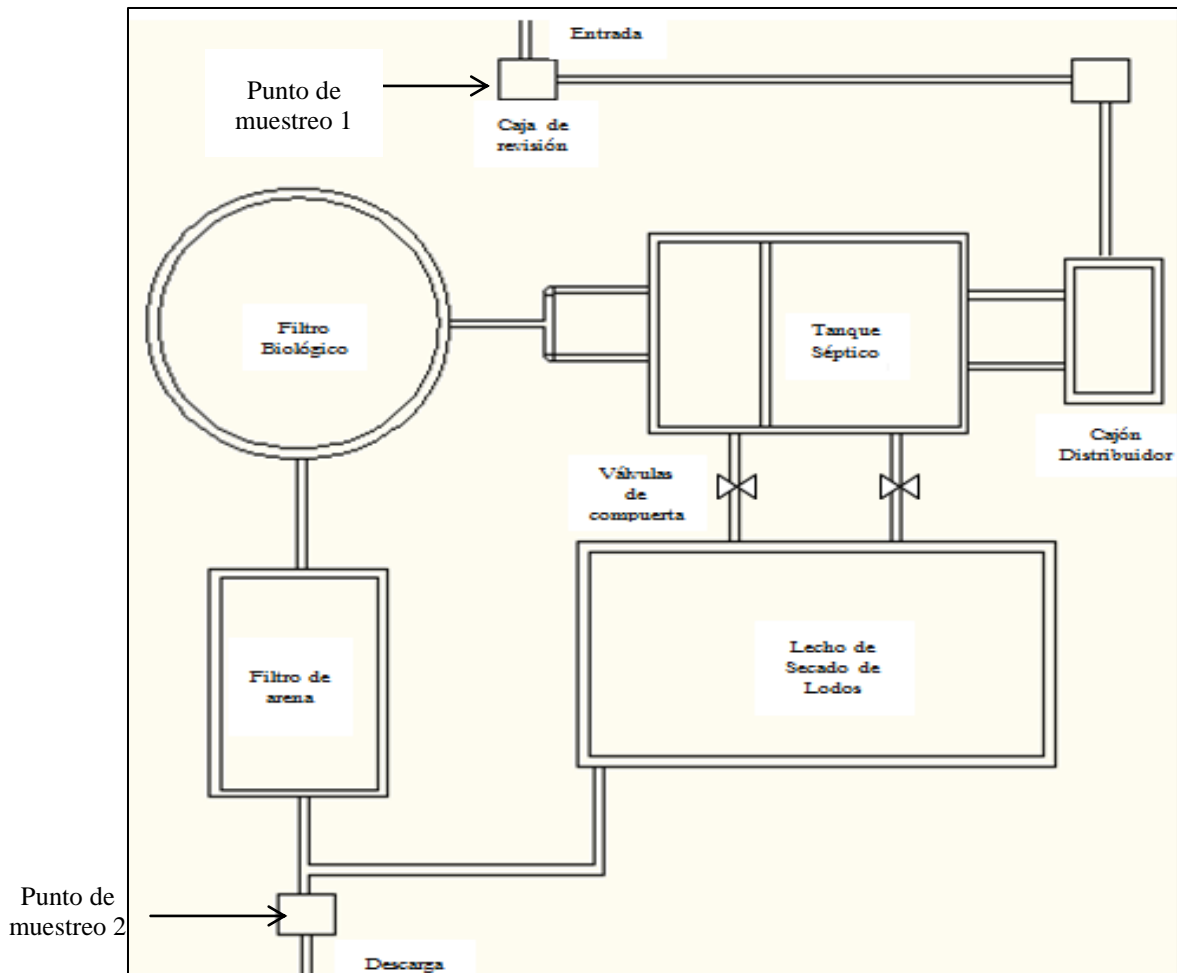 Entrada
Punto de
muestreo 1
Caja de
revisión
Filtro
Biológico
Tanque
Séptico
Cajón
Distribuidor
Válvulas
de
compuerta
Lecho de
Secado de
Lodos
Filtro de
arena
Punto de
muestreo 2
Descarga